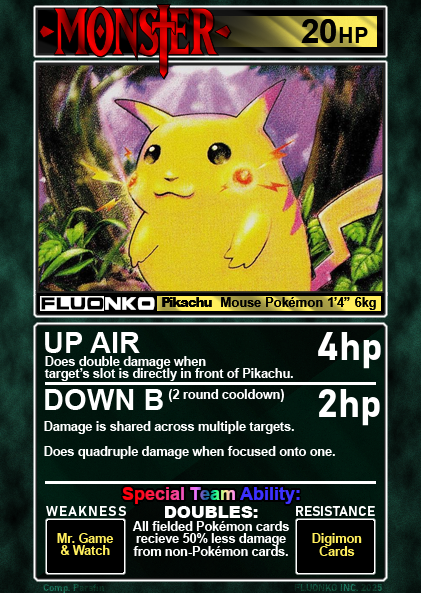 MONSTER
20HP
FLUONKO Pikachu Mouse Pokémon 1'4” 6kg
UP AIR 4hp
Does double damage when
target's slot is directly in front of Pikachu.
DOWN B (2 round cooldown) 2hp
Damage is shared across multiple targets.
Does quadruple damage when focused onto one.
Special Team Ability:
WEAKNESS DOUBLES: RESISTANCE
Mr. Game
& Watch
All fielded Pokémon cards
recieve 50% less damage
from non-Pokémon cards.
Digimon
Cards
FLUONKO INC. 2025